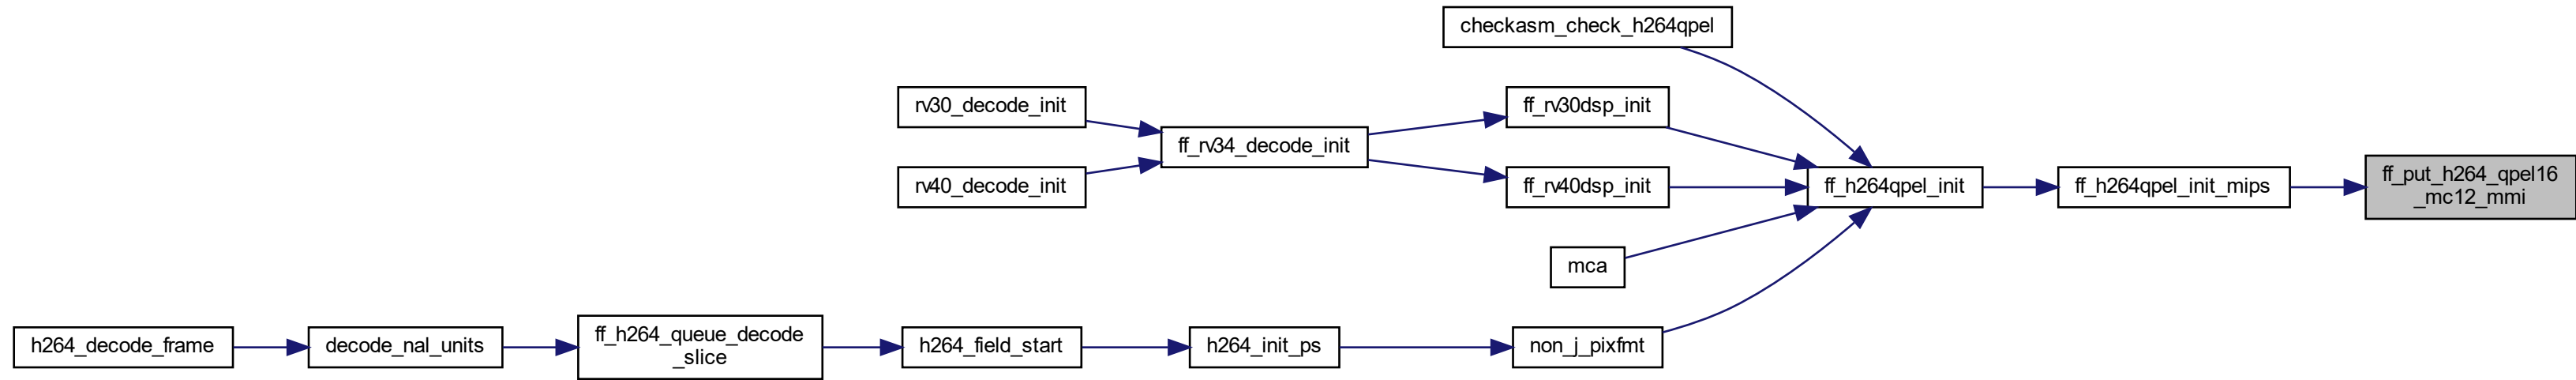 checkasm_check_h264qpel
rv30_decode_init
ff_rv30dsp_init
ff_rv34_decode_init
ff_put_h264_qpel16
_mc12_mmi
rv40_decode_init
ff_rv40dsp_init
ff_h264qpel_init
ff_h264qpel_init_mips
mca
h264_decode_frame
decode_nal_units
ff_h264_queue_decode
_slice
h264_field_start
h264_init_ps
non_j_pixfmt